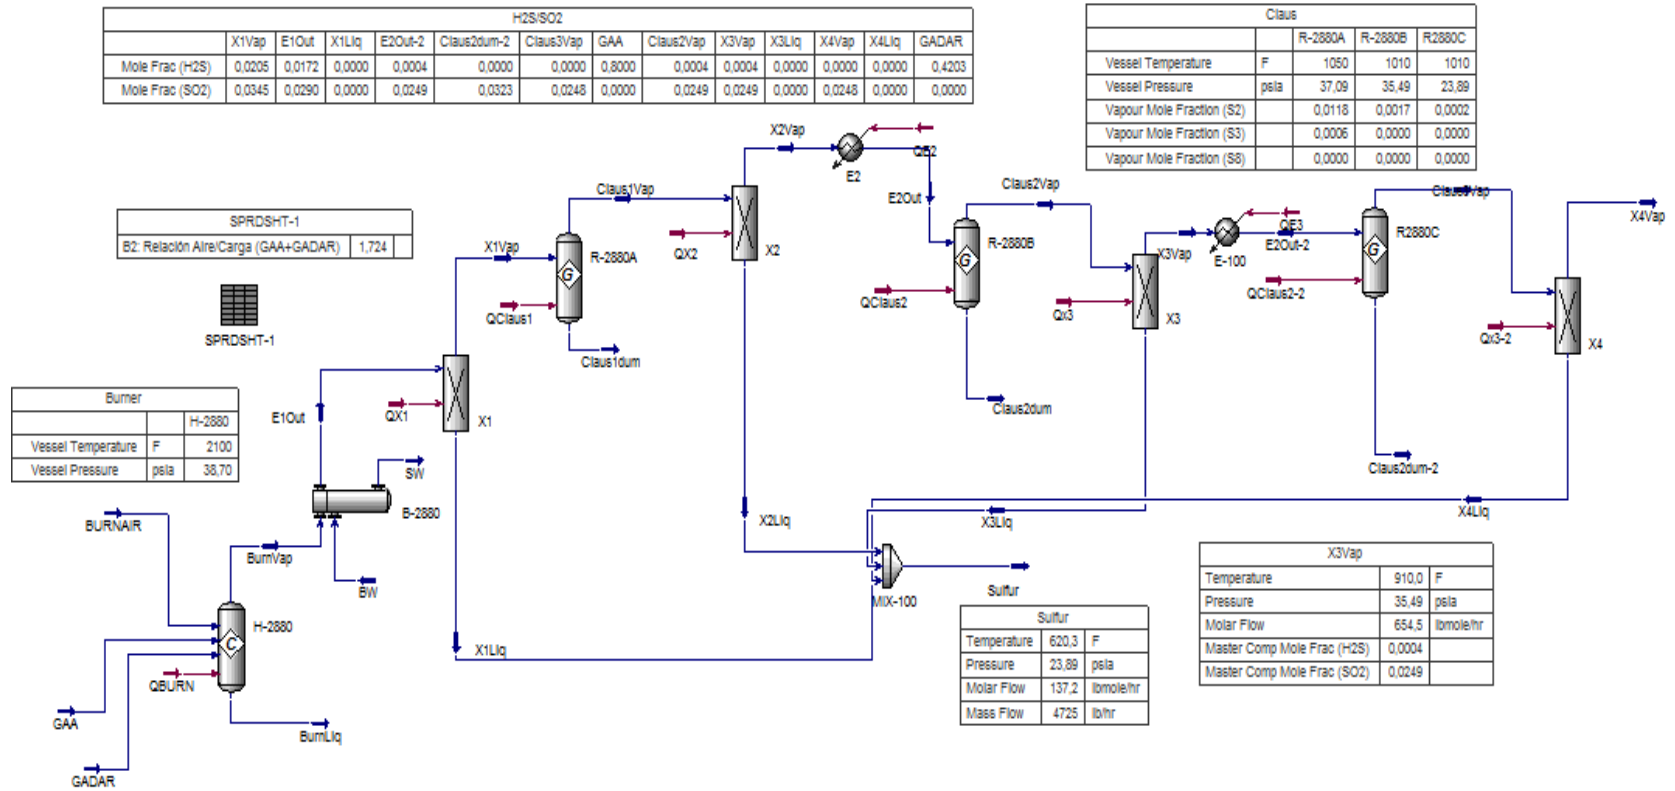 H2S/SO2
X1Vap E1Out X1Liq E2Out-2 Claus2dum-2 Claus3Vap GAA Claus2Vap X3Vap X3Liq X4Vap X4Liq GADAR
Mole Frac (H2S) 0,0205 0,0172 0,0000 0,0004 0,0000 0,0000 0,8000 0,0004 0,0004 0,0000 0,0000 0,0000 0,4203
Mole Frac (SO2) 0,0345 0,0290 0,0000 0,0249 0,0323 0,0248 0,0000 0,0249 0,0249 0,0000 0,0248 0,0000 0,0000
Claus
R-2880A R-2880B R2880C
Vessel Temperature F 1050 1010 1010
Vessel Pressure psia 37,09 35,49 23,89
Vapour Mole Fraction (S2) 0,0118 0,0017 0,0002
Vapour Mole Fraction (S3) 0,0006 0,0000 0,0000
Vapour Mole Fraction (S8) 0,0000 0,0000 0,0000
X2Vap
E2
E2Out
Claus1Vap
Claus2Vap
X4Vap
SPRDSHT-1
B2: Relación Aire/Carga (GAA+GADAR) 1,724
X1Vap
R-2880A
QX2
X2
R-2880B
X3Vap
QE3
E2Out-2
E-100
R2880C
QClaus1
QClaus2
QClaus2-2
Qx3
X3
Qx3-2
X4
SPRDSHT-1
Claus1dum
Burner
H-2880
Vessel Temperature F 2100
Vessel Pressure psia 38,70
E1Out
QX1
X1
Claus2dum
SW
B-2880
Claus2dum-2
BURNAIR
BurnVap
BW
X2Liq
X3Liq
X4Liq
H-2880
MIX-100
Sulfur
X3Vap
Temperature 910,0 F
Pressure 35,49 psia
Molar Flow 654,5 lbmole/hr
Master Comp Mole Frac (H2S) 0,0004
Master Comp Mole Frac (SO2) 0,0249
Sulfur
Temperature 620,3 F
Pressure 23,89 psia
Molar Flow 137,2 lbmole/hr
Mass Flow 4725 lb/hr
X1Liq
QBURN
GAA
BurnLiq
GADAR